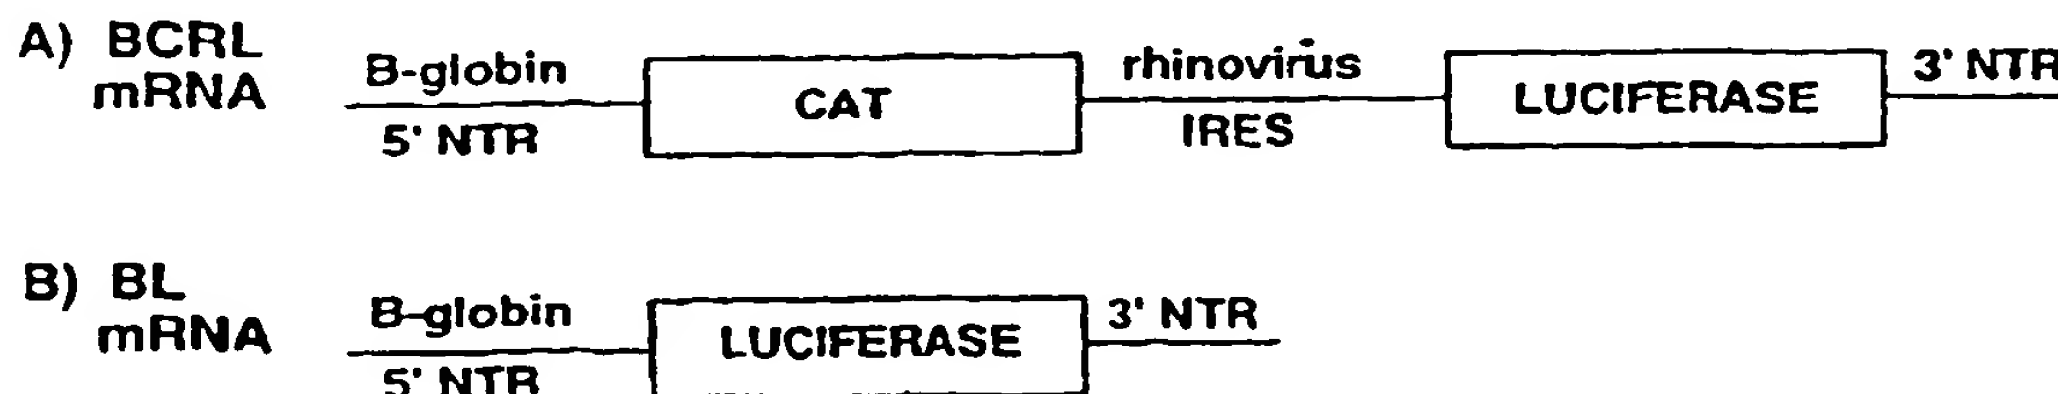 A) BCRL
mRNA
B-globin
5' NTR
CAT
rhinovirus
IRES
LUCIFERASE
3' NTR
B) BL
mRNA
B-globin
5' NTR
LUCIFERASE
3' NTR